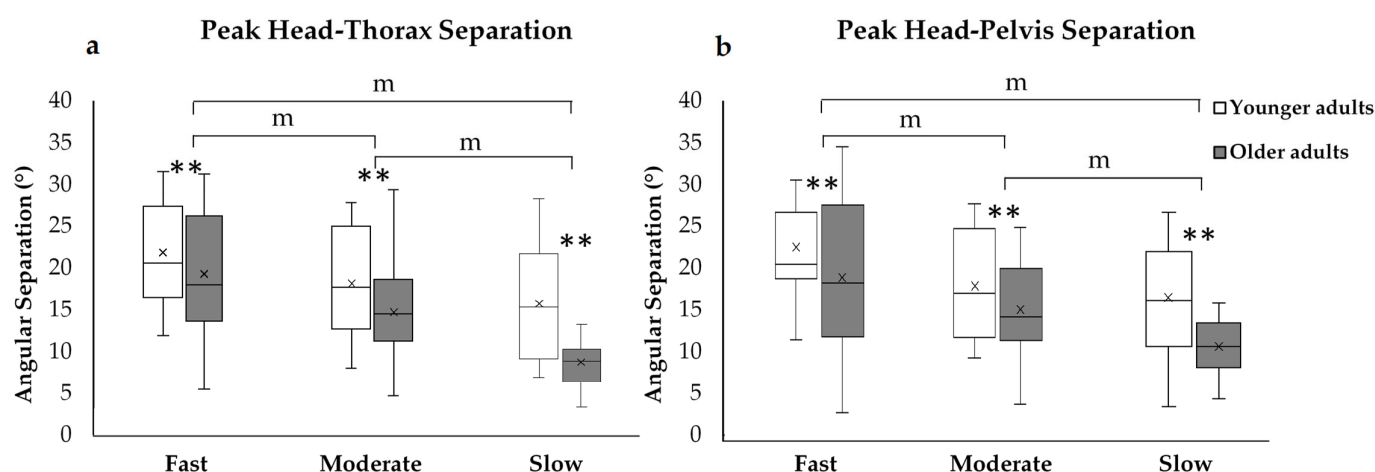 Peak Head-Thorax Separation
a
m
m
m
40
35
30
25
20
15
10
5
0
Angular Separation (°)
**
**
**
Fast Moderate Slow
Peak Head-Pelvis Separation
b
m
m
m
40
35
30
25
20
15
10
5
0
Angular Separation (°)
**
**
**
Fast Moderate Slow
Younger adults
Older adults